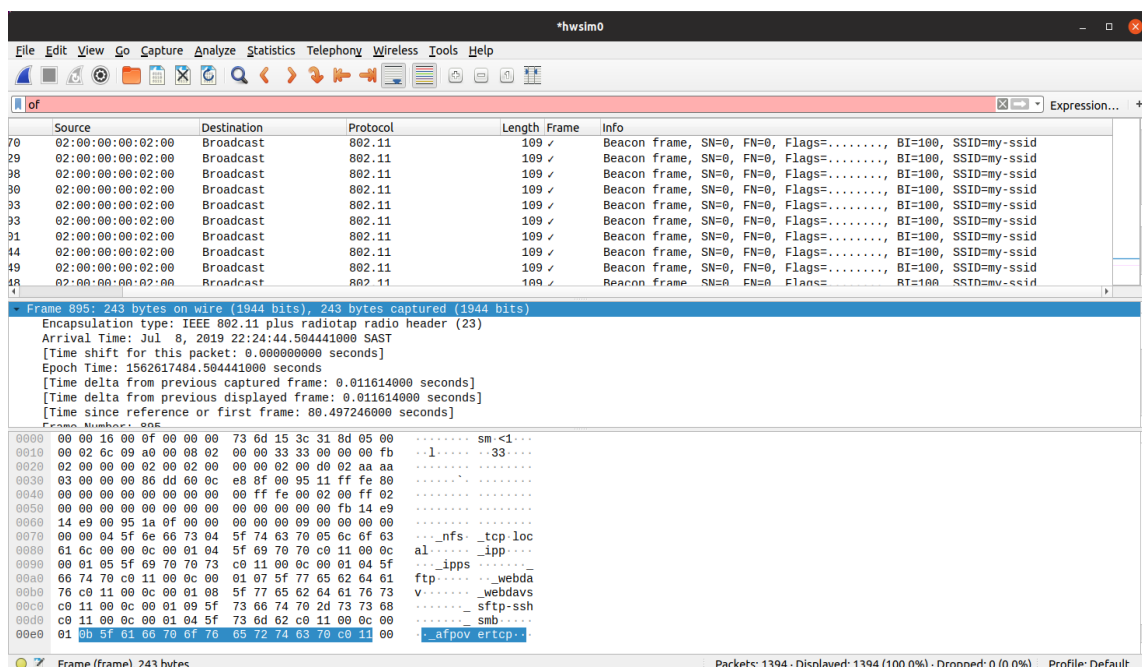 *hwsim0
File Edit View Go Capture Analyze Statistics Telephony Wireless Tools Help
of Expression... +
Source Destination Protocol Length Frame Info
70 02:00:00:00:02:00 Broadcast 802.11 109 ✓ Beacon frame, SN=0, FN=0, Flags=........, BI=100, SSID=my-ssid
29 02:00:00:00:02:00 Broadcast 802.11 109 ✓ Beacon frame, SN=0, FN=0, Flags=........, BI=100, SSID=my-ssid
98 02:00:00:00:02:00 Broadcast 802.11 109 ✓ Beacon frame, SN=0, FN=0, Flags=........, BI=100, SSID=my-ssid
80 02:00:00:00:02:00 Broadcast 802.11 109 ✓ Beacon frame, SN=0, FN=0, Flags=........, BI=100, SSID=my-ssid
03 02:00:00:00:02:00 Broadcast 802.11 109 ✓ Beacon frame, SN=0, FN=0, Flags=........, BI=100, SSID=my-ssid
93 02:00:00:00:02:00 Broadcast 802.11 109 ✓ Beacon frame, SN=0, FN=0, Flags=........, BI=100, SSID=my-ssid
01 02:00:00:00:02:00 Broadcast 802.11 109 ✓ Beacon frame, SN=0, FN=0, Flags=........, BI=100, SSID=my-ssid
44 02:00:00:00:02:00 Broadcast 802.11 109 ✓ Beacon frame, SN=0, FN=0, Flags=........, BI=100, SSID=my-ssid
49 02:00:00:00:02:00 Broadcast 802.11 109 ✓ Beacon frame, SN=0, FN=0, Flags=........, BI=100, SSID=my-ssid
48 02:00:00:00:02:00 Broadcast 802.11 109 ✓ Beacon frame, SN=0, FN=0, Flags=........, BI=100, SSID=my-ssid
Frame 895: 243 bytes on wire (1944 bits), 243 bytes captured (1944 bits)
Encapsulation type: IEEE 802.11 plus radiotap radio header (23)
Arrival Time: Jul 8, 2019 22:24:44.504441000 SAST
[Time shift for this packet: 0.000000000 seconds]
Epoch Time: 1562617484.504441000 seconds
[Time delta from previous captured frame: 0.011614000 seconds]
[Time delta from previous displayed frame: 0.011614000 seconds]
[Time since reference or first frame: 80.497246000 seconds]
Frame Number: 895
0000 00 00 16 00 0f 00 00 00 73 6d 15 3c 31 8d 05 00 ········ sm·<1···
0010 00 02 6c 09 a0 00 08 02 00 00 33 33 00 00 00 fb ··l····· ··33····
0020 02 00 00 00 02 00 02 00 00 00 02 00 d0 02 aa aa ········ ········
0030 03 00 00 00 86 dd 60 0c e8 8f 00 95 11 ff fe 80 ······`· ········
0040 00 00 00 00 00 00 00 00 00 ff fe 00 02 00 ff 02 ········ ········
0050 00 00 00 00 00 00 00 00 00 00 00 00 00 fb 14 e9 ········ ········
0060 14 e9 00 95 1a 0f 00 00 00 00 00 09 00 00 00 00 ········ ········
0070 00 00 04 5f 6e 66 73 04 5f 74 63 70 05 6c 6f 63 ···_nfs· _tcp·loc
0080 61 6c 00 00 0c 00 01 04 5f 69 70 70 c0 11 00 0c al······ _ipp····
0090 00 01 05 5f 69 70 70 73 c0 11 00 0c 00 01 04 5f ···_ipps ·······_
00a0 66 74 70 c0 11 00 0c 00 01 07 5f 77 65 62 64 61 ftp····· ··_webda
00b0 76 c0 11 00 0c 00 01 08 5f 77 65 62 64 61 76 73 v······· _webdavs
00c0 c0 11 00 0c 00 01 09 5f 73 66 74 70 2d 73 73 68 ·······_ sftp-ssh
00d0 c0 11 00 0c 00 01 04 5f 73 6d 62 c0 11 00 0c 00 ·······_ smb·····
00e0 01 0b 5f 61 66 70 6f 76 65 72 74 63 70 c0 11 00 ··_afpov ertcp···
Frame (frame), 243 bytes Packets: 1394 · Displayed: 1394 (100.0%) · Dropped: 0 (0.0%) Profile: Default